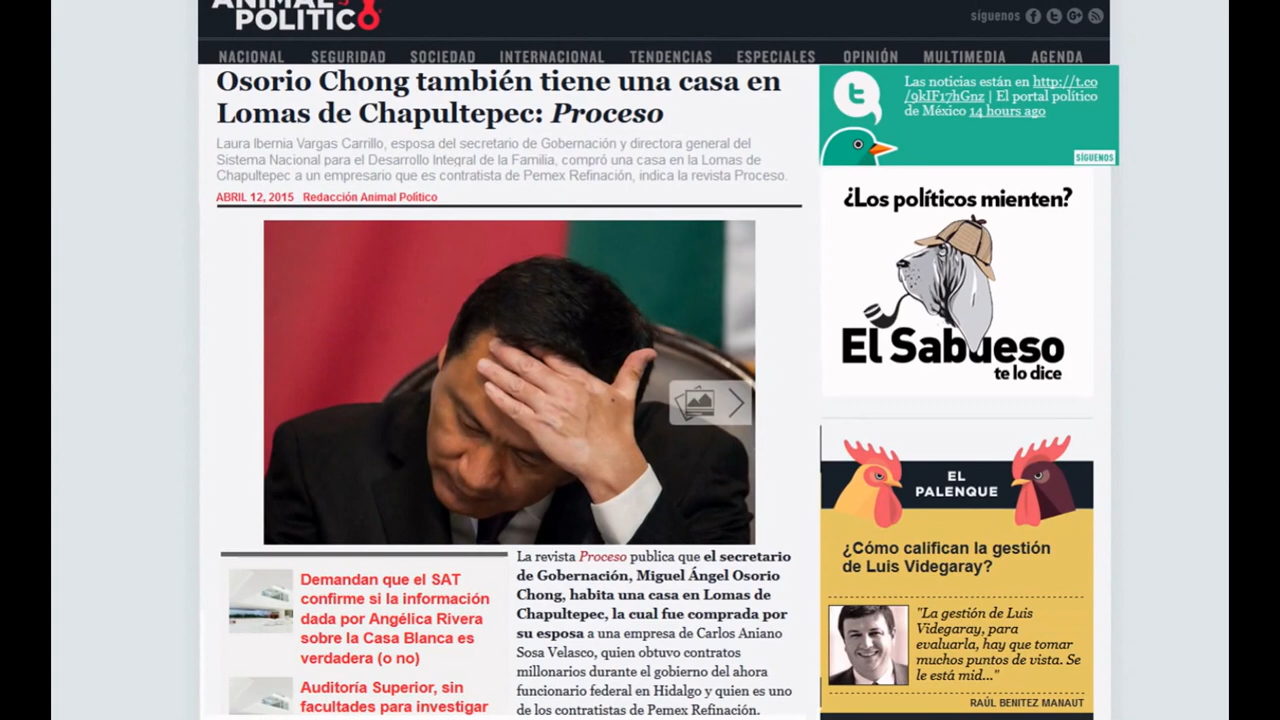 ANIMAL
POLÍTICO
síguenos
NACIONAL SEGURIDAD SOCIEDAD INTERNACIONAL TENDENCIAS ESPECIALES OPINIÓN MULTIMEDIA AGENDA
Osorio Chong también tiene una casa en
Lomas de Chapultepec: Proceso
Laura Ibernia Vargas Carrillo, esposa del secretario de Gobernación y directora general del
Sistema Nacional para el Desarrollo Integral de la Familia, compró una casa en la Lomas de
Chapultepec a un empresario que es contratista de Pemex Refinación, indica la revista Proceso.
ABRIL 12, 2015 Redacción Animal Político
Demandan que el SAT
confirme si la información
dada por Angélica Rivera
sobre la Casa Blanca es
verdadera (o no)
Auditoría Superior, sin
facultades para investigar
La revista Proceso publica que el secretario
de Gobernación, Miguel Ángel Osorio
Chong, habita una casa en Lomas de
Chapultepec, la cual fue comprada por
su esposa a una empresa de Carlos Aniano
Sosa Velasco, quien obtuvo contratos
millonarios durante el gobierno del ahora
funcionario federal en Hidalgo y quien es uno
de los contratistas de Pemex Refinación.
Las noticias están en http://t.co
/9kIF17hGnz | El portal político
de México 14 hours ago
SÍGUENOS
¿Los políticos mienten?
El Sabueso
te lo dice
EL
PALENQUE
¿Cómo califican la gestión
de Luis Videgaray?
"La gestión de Luis
Videgaray, para
evaluarla, hay que tomar
muchos puntos de vista. Se
le está mid..."
RAÚL BENITEZ MANAUT